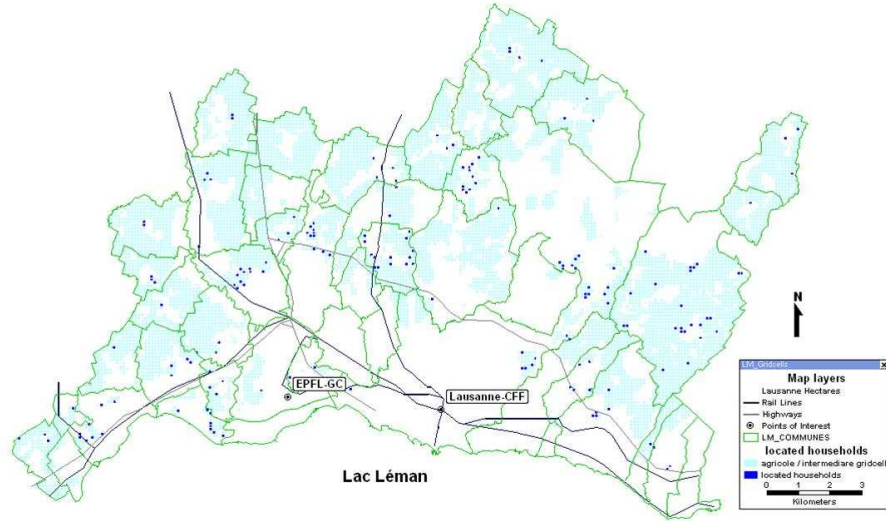 N
EPFL-GC
Lausanne-CFF
Lac Léman
LM_Gridcells
Map layers
Lausanne Hectares
Rail Lines
Highways
Points of Interest
LM_COMMUNES
located households
agricole / intermediare gridcell
located households
0 1 2 3
Kilometers